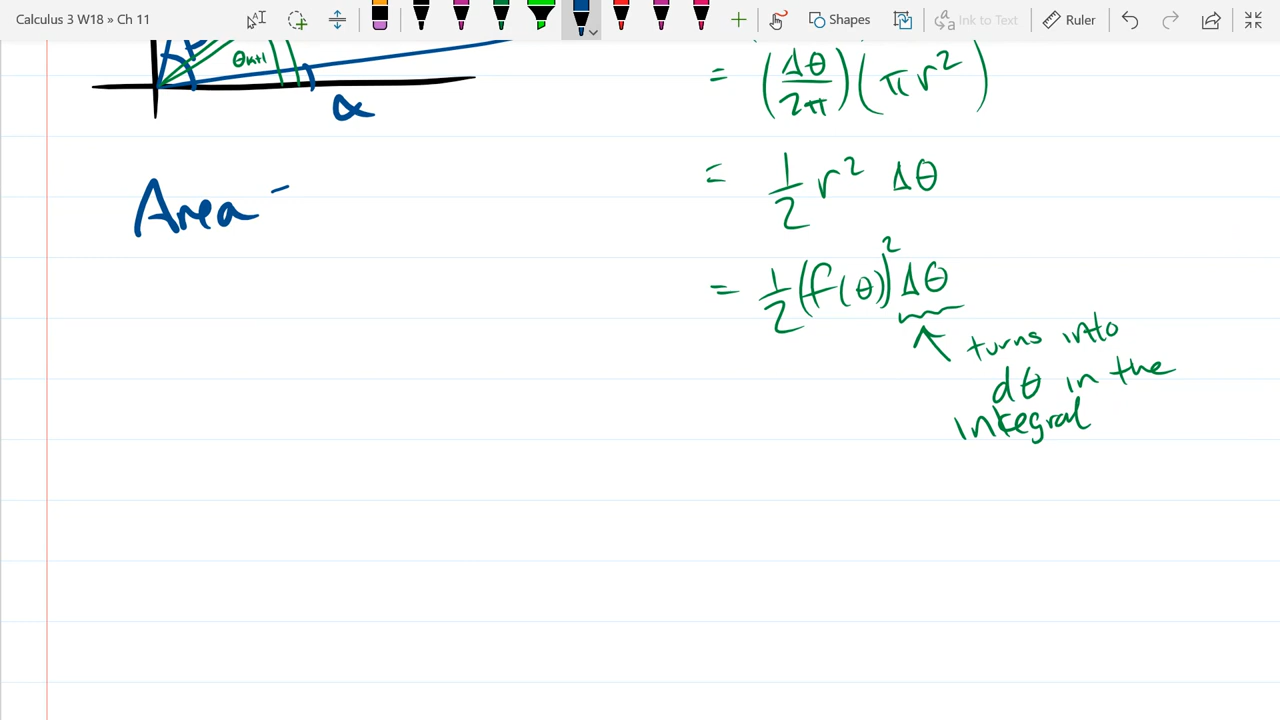 Calculus 3 W18 » Ch 11
Shapes
Ink to Text
Ruler
θn+1
α
= (Δθ/2π)(πr²)
Area =
= 1/2 r² Δθ
= 1/2 (f(θ))² Δθ
turns into
dθ in the
integral